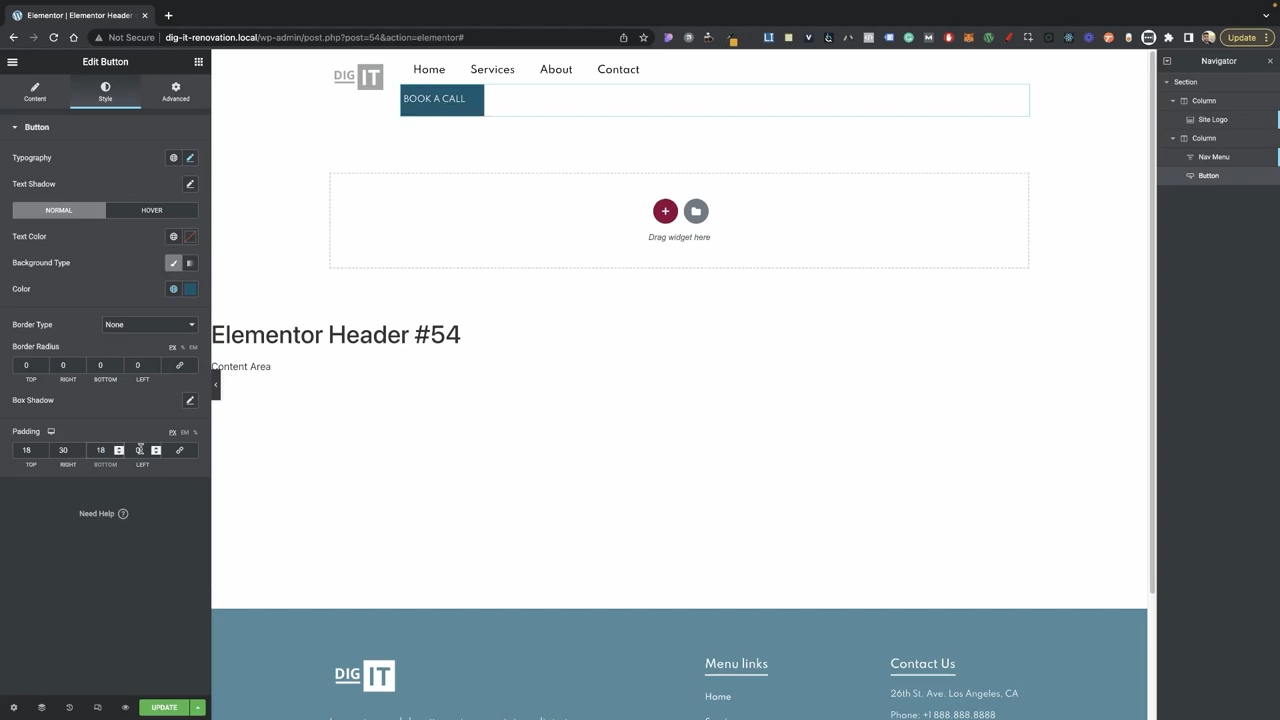 Elementor | Elementor Heade
Not Secure
dig-it-renovation.local/wp-admin/post.php?post=54&action=elementor#
Update
Edit Button
Content
Style
Advanced
Button
Typography
Text Shadow
NORMAL
HOVER
Text Color
Background Type
Color
Border Type
None
Border Radius
PX EM %
0 0 0 0
TOP RIGHT BOTTOM LEFT
Box Shadow
Padding
PX EM %
18 30 18 0
TOP RIGHT BOTTOM LEFT
Need Help
UPDATE
DIG IT
Home Services About Contact
BOOK A CALL
Drag widget here
Elementor Header #54
Content Area
DIG IT
Menu links
Home
Contact Us
26th St. Ave. Los Angeles, CA
Phone: +1 888.888.8888
Navigator
Section
Column
Site Logo
Column
Nav Menu
Button